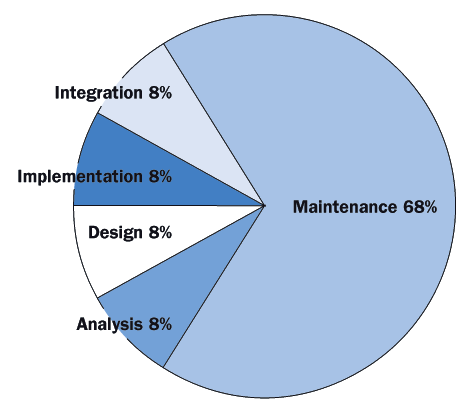 Integration 8%
Implementation 8%
Maintenance 68%
Design 8%
Analysis 8%